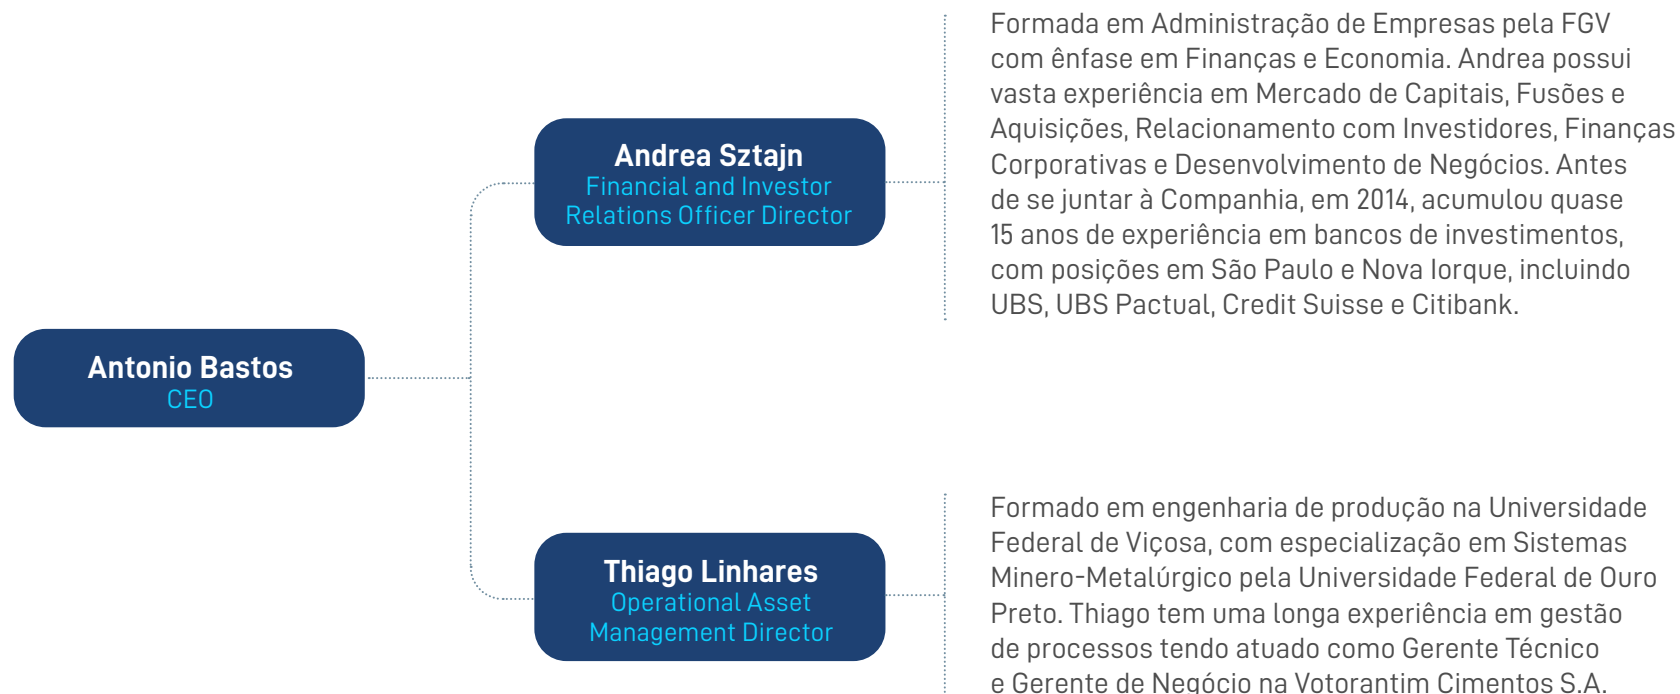 Formada em Administração de Empresas pela FGV
com ênfase em Finanças e Economia. Andrea possui
vasta experiência em Mercado de Capitais, Fusões e
Aquisições, Relacionamento com Investidores, Finanças
Corporativas e Desenvolvimento de Negócios. Antes
de se juntar à Companhia, em 2014, acumulou quase
15 anos de experiência em bancos de investimentos,
com posições em São Paulo e Nova Iorque, incluindo
UBS, UBS Pactual, Credit Suisse e Citibank.
Andrea Sztajn
Financial and Investor
Relations Officer Director
Antonio Bastos
CEO
Thiago Linhares
Operational Asset
Management Director
Formado em engenharia de produção na Universidade
Federal de Viçosa, com especialização em Sistemas
Minero-Metalúrgico pela Universidade Federal de Ouro
Preto. Thiago tem uma longa experiência em gestão
de processos tendo atuado como Gerente Técnico
e Gerente de Negócio na Votorantim Cimentos S.A.